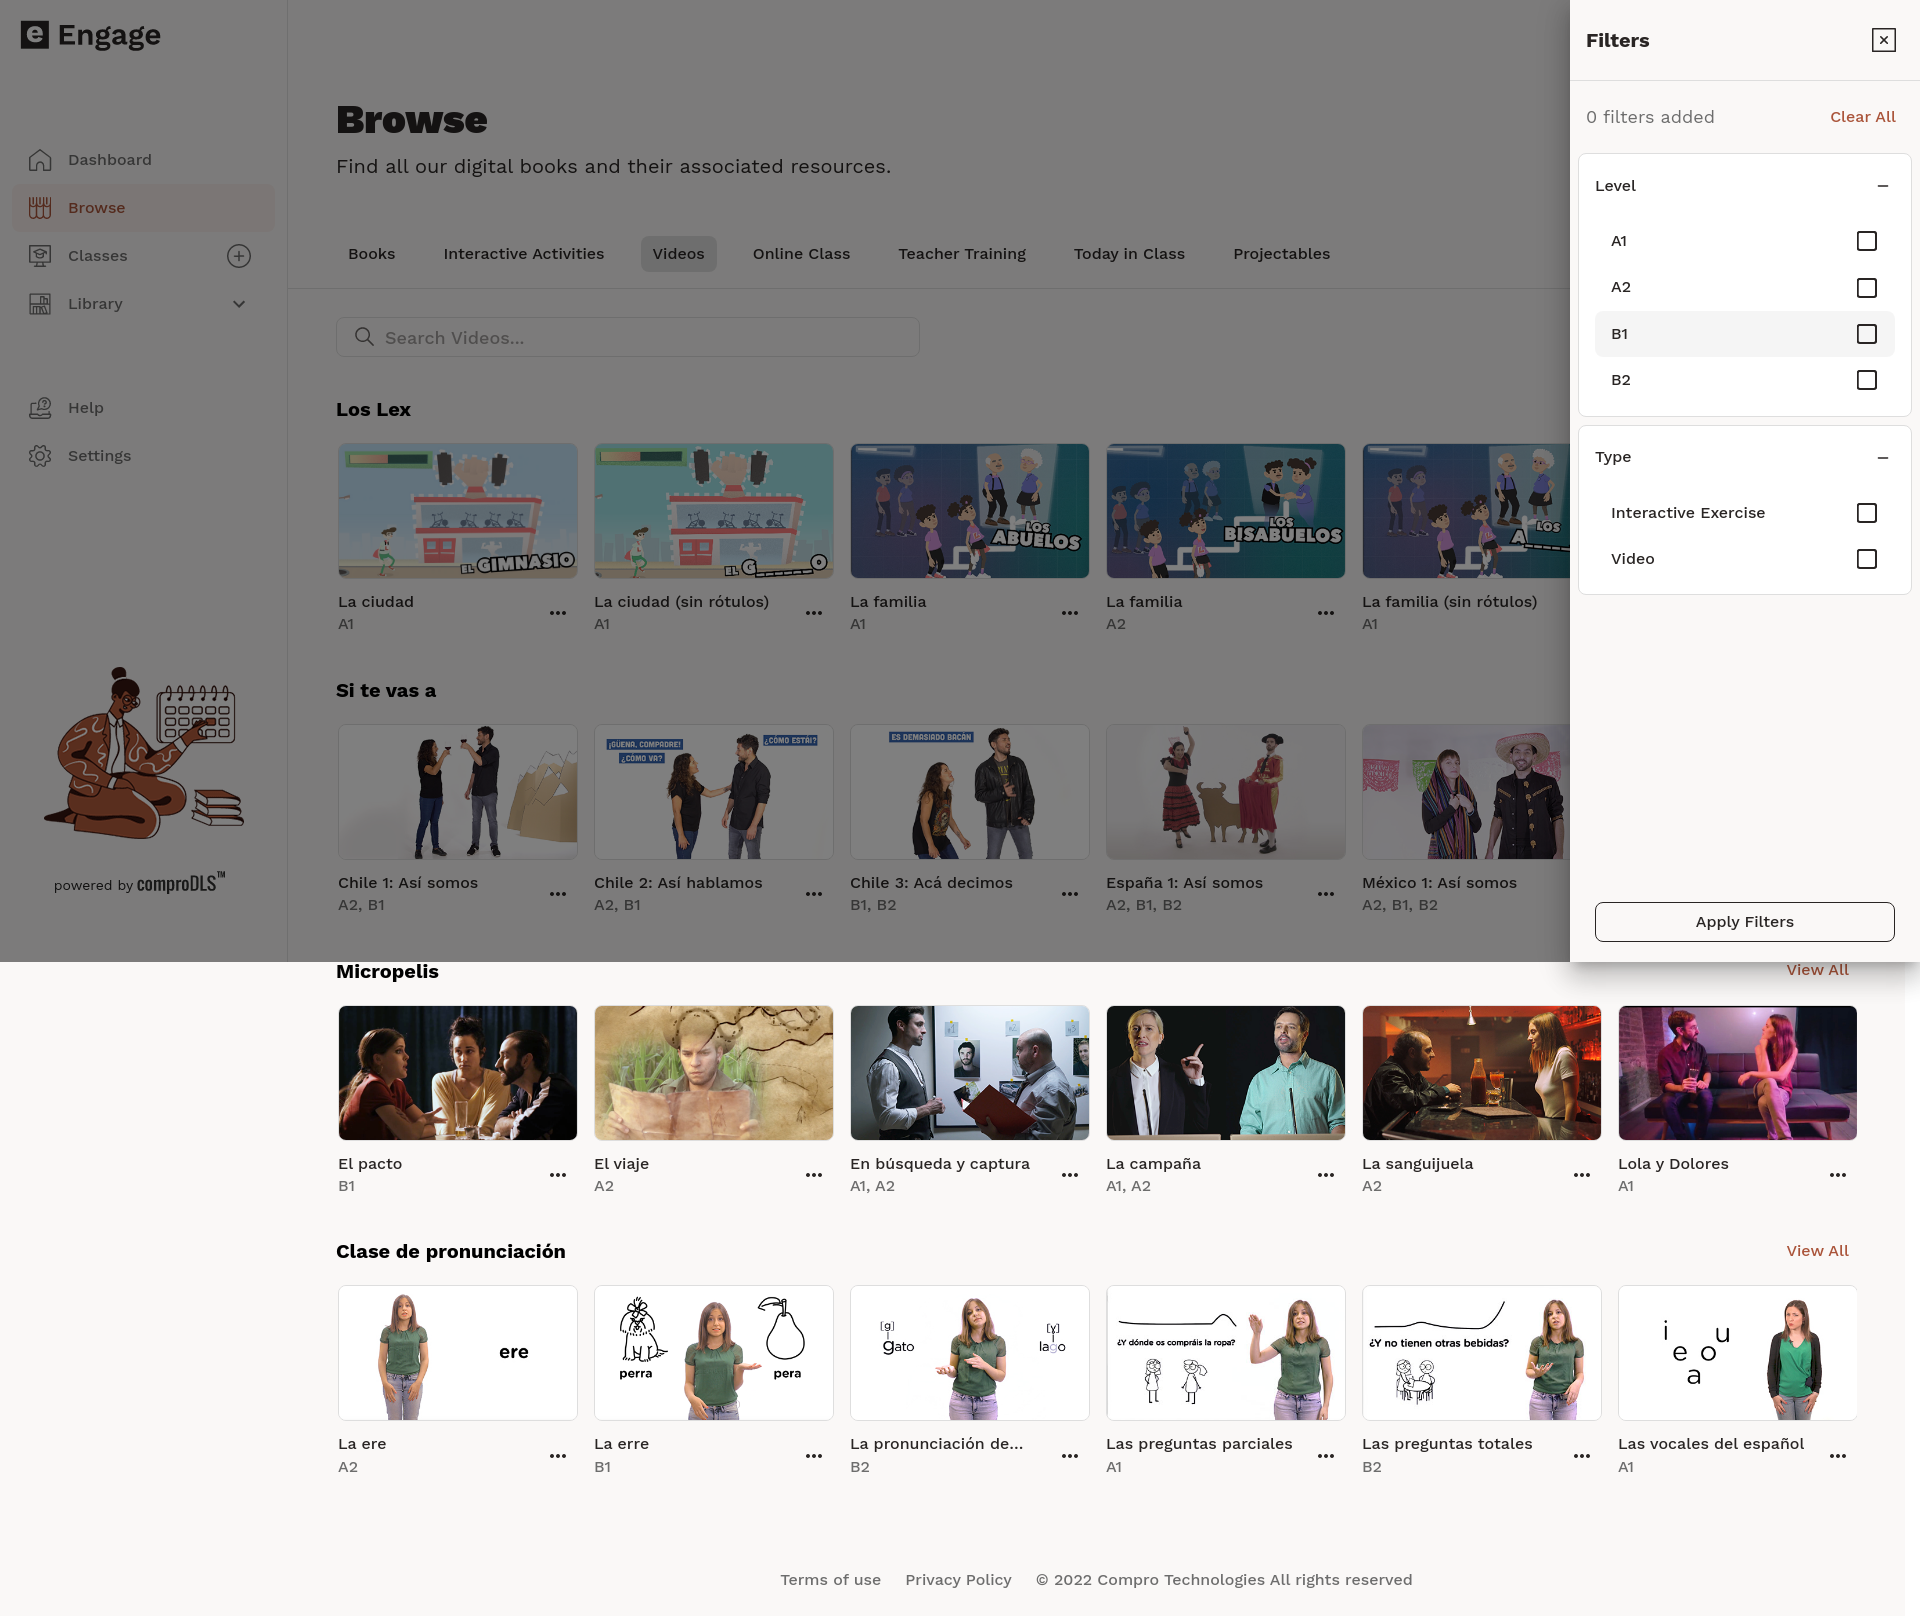 e Engage
Dashboard
Browse
Classes
Library
Help
Settings
powered by comproDLS™
Browse
Find all our digital books and their associated resources.
Books Interactive Activities Videos Online Class Teacher Training Today in Class Projectables
Search Videos...
Los Lex
EL GIMNASIO
EL G_____O
LOS ABUELOS
LOS BISABUELOS
LOS A
La ciudad
A1
La ciudad (sin rótulos)
A1
La familia
A1
La familia
A2
La familia (sin rótulos)
A1
Si te vas a
¡GÜENA, COMPADRE!
¿CÓMO VA?
¿CÓMO ESTÁI?
ES DEMASIADO BACÁN
Chile 1: Así somos
A2, B1
Chile 2: Así hablamos
A2, B1
Chile 3: Acá decimos
B1, B2
España 1: Así somos
A2, B1, B2
México 1: Así somos
A2, B1, B2
Filters
0 filters added Clear All
Level
A1
A2
B1
B2
Type
Interactive Exercise
Video
Apply Filters
Micropelis View All
El pacto
B1
El viaje
A2
En búsqueda y captura
A1, A2
La campaña
A1, A2
La sanguijuela
A2
Lola y Dolores
A1
Clase de pronunciación View All
ere
perra
pera
[g]
gato
[ɣ]
lago
¿Y dónde os compráis la ropa?
¿Y no tienen otras bebidas?
i u
e o
a
La ere
A2
La erre
B1
La pronunciación de...
B2
Las preguntas parciales
A1
Las preguntas totales
B2
Las vocales del español
A1
Terms of use Privacy Policy © 2022 Compro Technologies All rights reserved